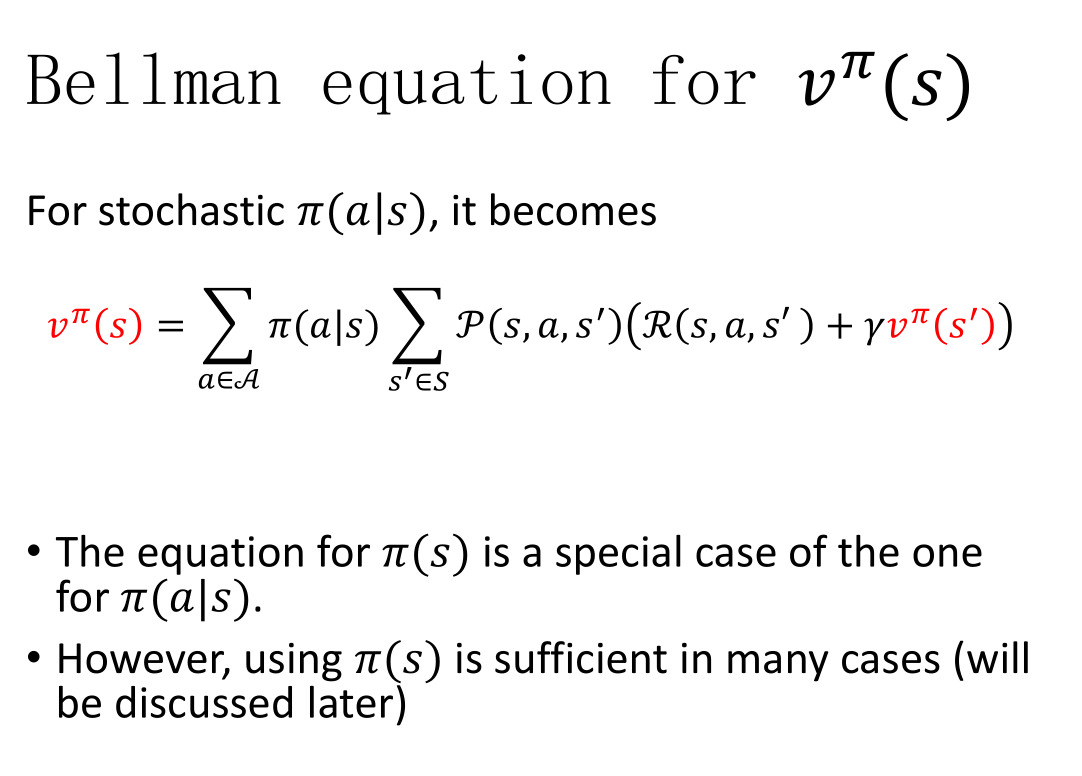 Bellman equation for 𝑣^𝜋(𝑠)
For stochastic 𝜋(𝑎|𝑠), it becomes
𝑣^𝜋(𝑠) = ∑_{𝑎∈𝒜} 𝜋(𝑎|𝑠) ∑_{𝑠′∈𝑆} 𝒫(𝑠, 𝑎, 𝑠′)(ℛ(𝑠, 𝑎, 𝑠′ ) + 𝛾𝑣^𝜋(𝑠′))
• The equation for 𝜋(𝑠) is a special case of the one
for 𝜋(𝑎|𝑠).
• However, using 𝜋(𝑠) is sufficient in many cases (will
be discussed later)